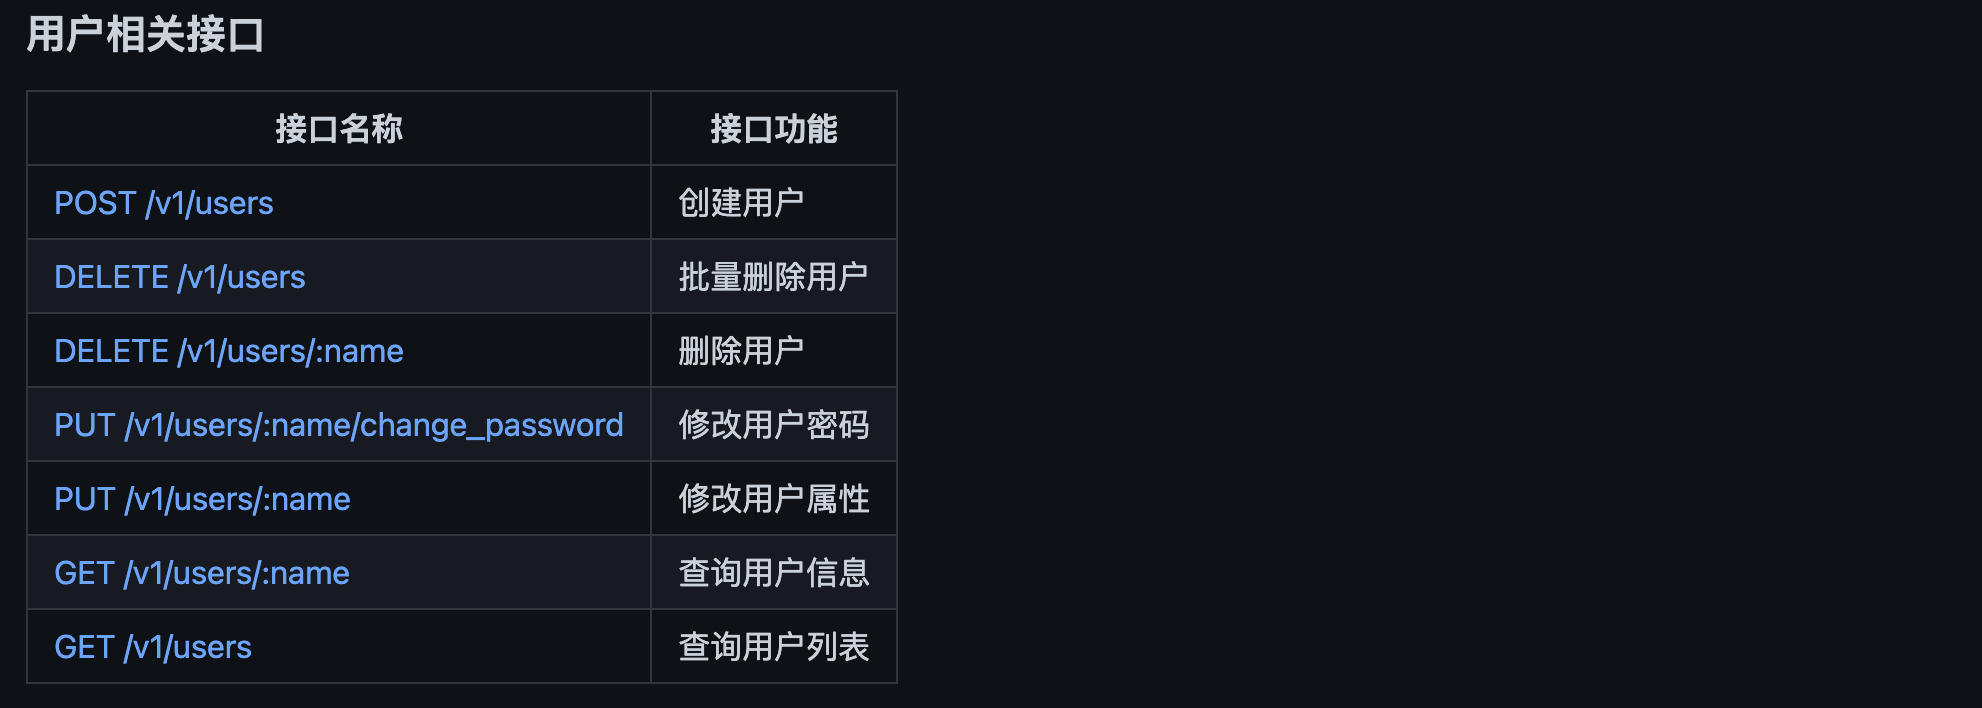 用户相关接口
接口名称 接口功能
POST /v1/users 创建用户
DELETE /v1/users 批量删除用户
DELETE /v1/users/:name 删除用户
PUT /v1/users/:name/change_password 修改用户密码
PUT /v1/users/:name 修改用户属性
GET /v1/users/:name 查询用户信息
GET /v1/users 查询用户列表